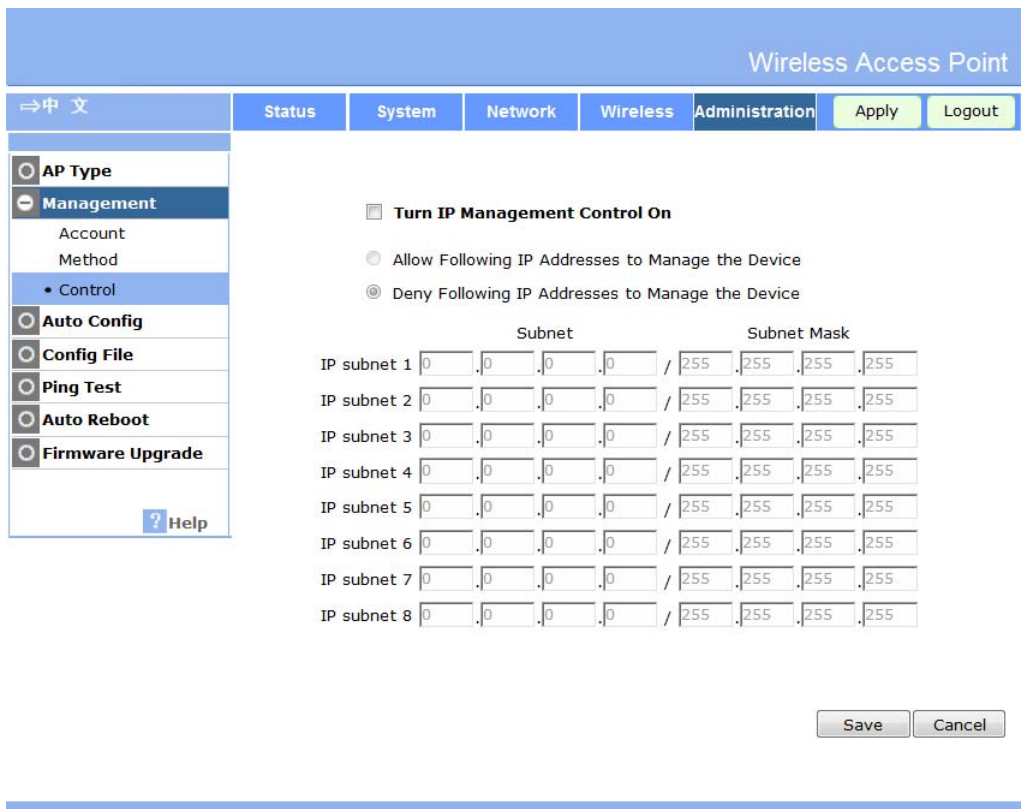 Wireless Access Point
⇨中 文
Status System Network Wireless Administration Apply Logout
AP Type
Management
Account
Method
• Control
Auto Config
Config File
Ping Test
Auto Reboot
Firmware Upgrade
? Help
Turn IP Management Control On
Allow Following IP Addresses to Manage the Device
Deny Following IP Addresses to Manage the Device
Subnet Subnet Mask
IP subnet 1 0 .0 .0 .0 / 255 .255 .255 .255
IP subnet 2 0 .0 .0 .0 / 255 .255 .255 .255
IP subnet 3 0 .0 .0 .0 / 255 .255 .255 .255
IP subnet 4 0 .0 .0 .0 / 255 .255 .255 .255
IP subnet 5 0 .0 .0 .0 / 255 .255 .255 .255
IP subnet 6 0 .0 .0 .0 / 255 .255 .255 .255
IP subnet 7 0 .0 .0 .0 / 255 .255 .255 .255
IP subnet 8 0 .0 .0 .0 / 255 .255 .255 .255
Save Cancel